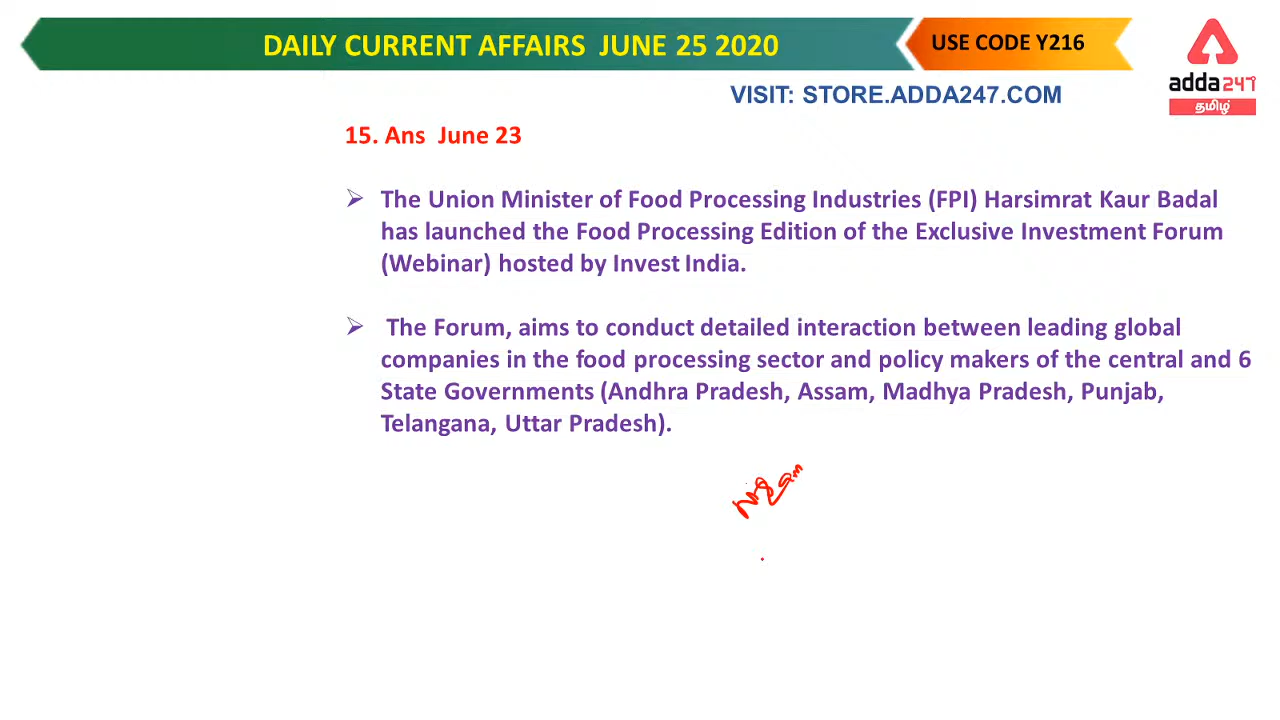 DAILY CURRENT AFFAIRS JUNE 25 2020
USE CODE Y216
adda247
தமிழ்
VISIT: STORE.ADDA247.COM
15. Ans June 23
➢ The Union Minister of Food Processing Industries (FPI) Harsimrat Kaur Badal
has launched the Food Processing Edition of the Exclusive Investment Forum
(Webinar) hosted by Invest India.
➢ The Forum, aims to conduct detailed interaction between leading global
companies in the food processing sector and policy makers of the central and 6
State Governments (Andhra Pradesh, Assam, Madhya Pradesh, Punjab,
Telangana, Uttar Pradesh).